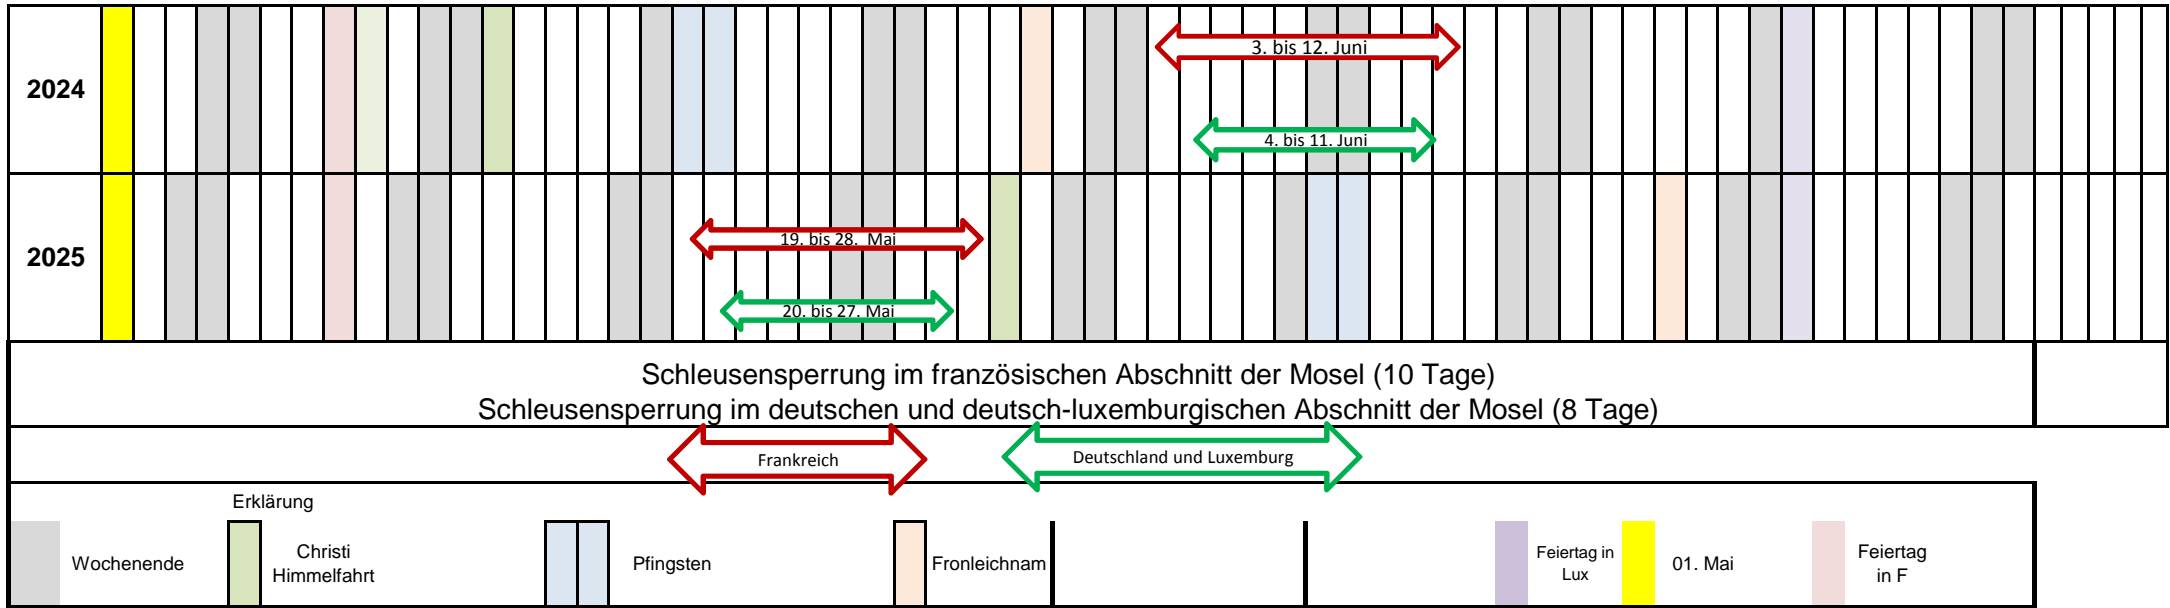 2024
3. bis 12. Juni
4. bis 11. Juni
2025
19. bis 28. Mai
20. bis 27. Mai
Schleusensperrung im französischen Abschnitt der Mosel (10 Tage)
Schleusensperrung im deutschen und deutsch-luxemburgischen Abschnitt der Mosel (8 Tage)
Frankreich
Deutschland und Luxemburg
Erklärung
Wochenende
Christi
Himmelfahrt
Pfingsten
Fronleichnam
Feiertag in
Lux
01. Mai
Feiertag
in F